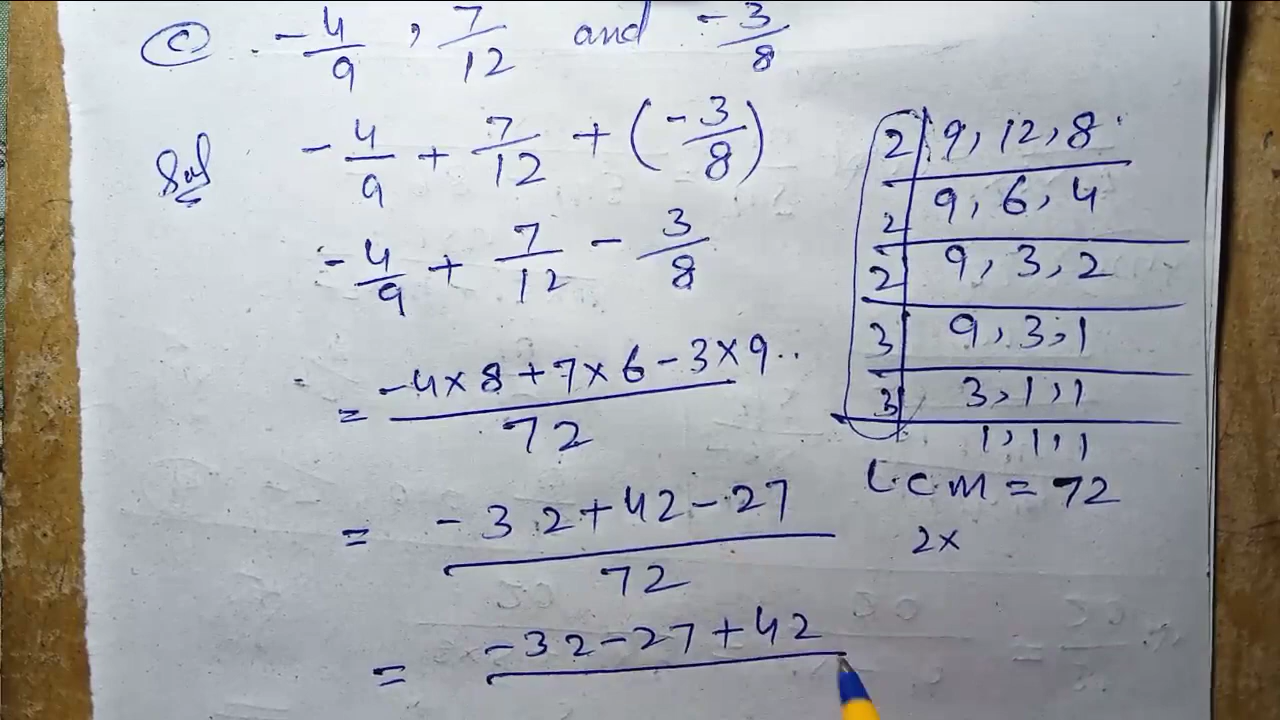 (c) -4/9 , 7/12 and -3/8
Sol -4/9 + 7/12 + (-3/8)
-4/9 + 7/12 - 3/8
= -4×8+7×6-3×9../72
= -32+42-27/72
= -32-27+42
2 | 9, 12, 8
2 | 9, 6, 4
2 | 9, 3, 2
3 | 9, 3, 1
3 | 3, 1, 1
1, 1, 1
L.C.M = 72
2×